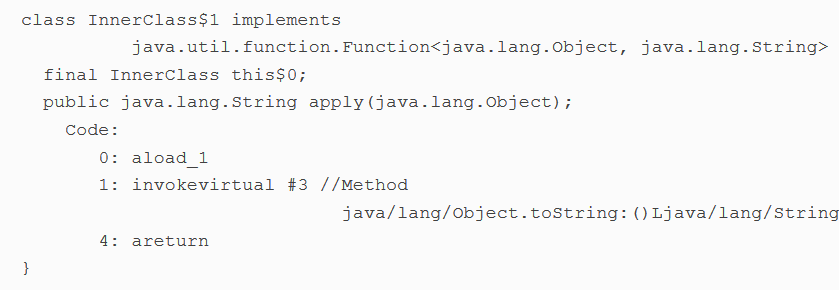 class InnerClass$1 implements
java.util.function.Function<java.lang.Object, java.lang.String>
final InnerClass this$0;
public java.lang.String apply(java.lang.Object);
Code:
0: aload_1
1: invokevirtual #3 //Method
java/lang/Object.toString:()Ljava/lang/String
4: areturn
}